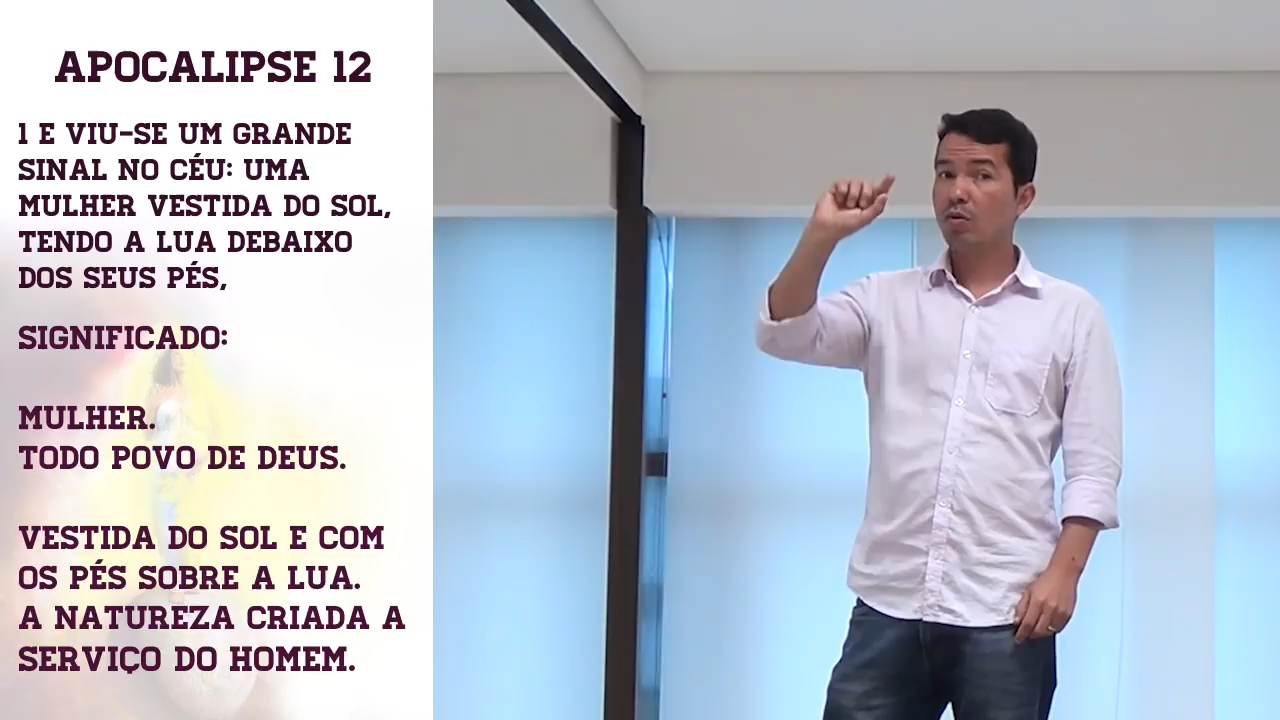 APOCALIPSE 12
1 E VIU-SE UM GRANDE
SINAL NO CÉU: UMA
MULHER VESTIDA DO SOL,
TENDO A LUA DEBAIXO
DOS SEUS PÉS,
SIGNIFICADO:
MULHER.
TODO POVO DE DEUS.
VESTIDA DO SOL E COM
OS PÉS SOBRE A LUA.
A NATUREZA CRIADA A
SERVIÇO DO HOMEM.